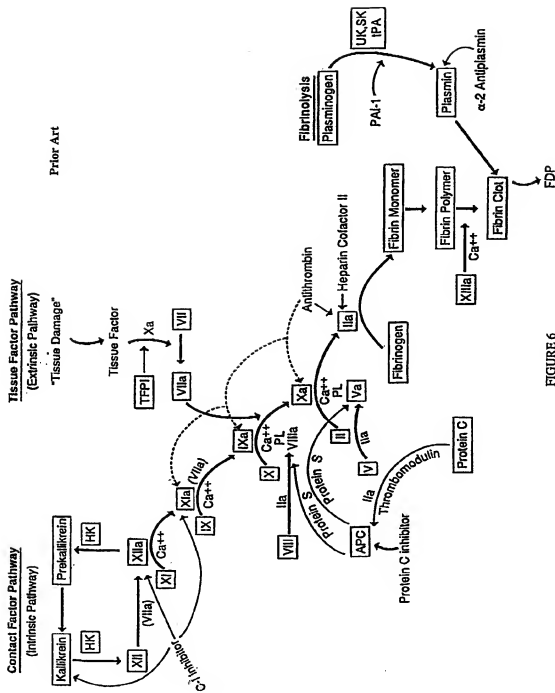 Contact Factor Pathway
(Intrinsic Pathway)
Tissue Factor Pathway
(Extrinsic Pathway)
Prior Art
"Tissue Damage"
Tissue Factor
Xa
TFPI
VII
VIIa
Kallikrein
Prekallikrein
HK
HK
XII
XIIa
(VIIa)
Ca++
XI
XIa
(VIIa)
C-1 Inhibitor
Ca++
IX
IXa
Ca++
PL
X
VIIIa
IIa
VIII
Xa
Ca++
PL
II
Va
IIa
V
Protein S
Protein S
IIa
Thrombomodulin
APC
Protein C
Protein C inhibitor
Antithrombin
Heparin Cofactor II
IIa
Fibrinogen
Fibrin Monomer
Fibrin Polymer
XIIIa
Ca++
Fibrin Clot
FDP
Fibrinolysis
Plasminogen
UK,SK
tPA
PAI-1
Plasmin
α-2 Antiplasmin
FIGURE 6